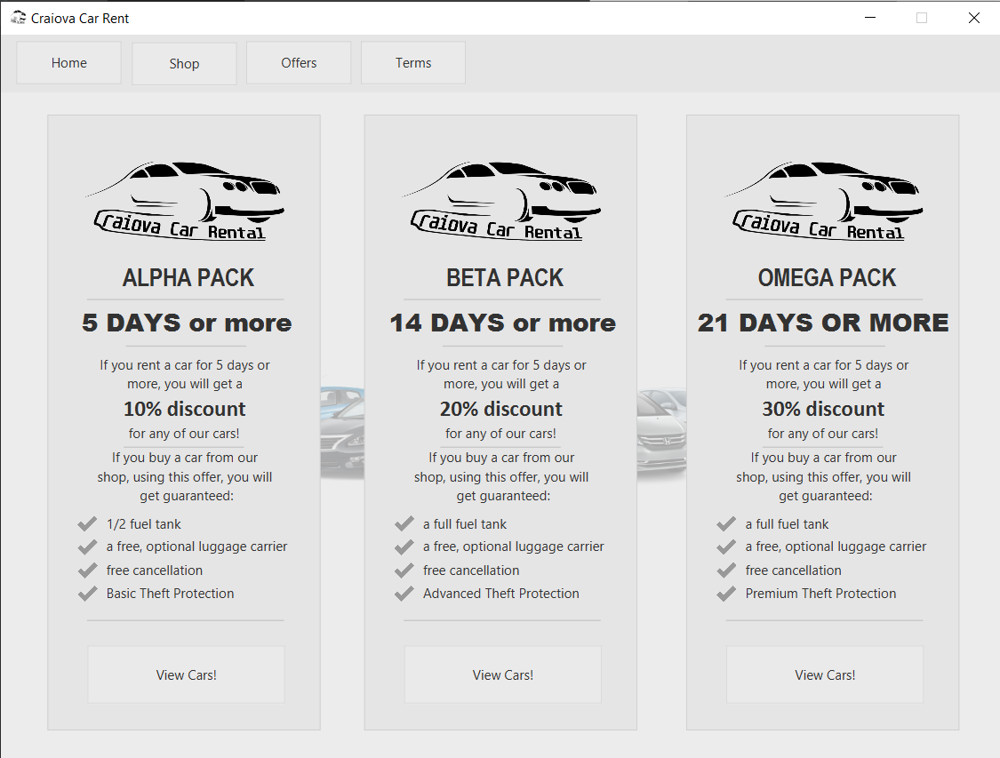 Craiova Car Rent
Home
Shop
Offers
Terms
Craiova Car Rental
ALPHA PACK
5 DAYS or more
If you rent a car for 5 days or
more, you will get a
10% discount
for any of our cars!
If you buy a car from our
shop, using this offer, you will
get guaranteed:
1/2 fuel tank
a free, optional luggage carrier
free cancellation
Basic Theft Protection
View Cars!
Craiova Car Rental
BETA PACK
14 DAYS or more
If you rent a car for 5 days or
more, you will get a
20% discount
for any of our cars!
If you buy a car from our
shop, using this offer, you will
get guaranteed:
a full fuel tank
a free, optional luggage carrier
free cancellation
Advanced Theft Protection
View Cars!
Craiova Car Rental
OMEGA PACK
21 DAYS OR MORE
If you rent a car for 5 days or
more, you will get a
30% discount
for any of our cars!
If you buy a car from our
shop, using this offer, you will
get guaranteed:
a full fuel tank
a free, optional luggage carrier
free cancellation
Premium Theft Protection
View Cars!